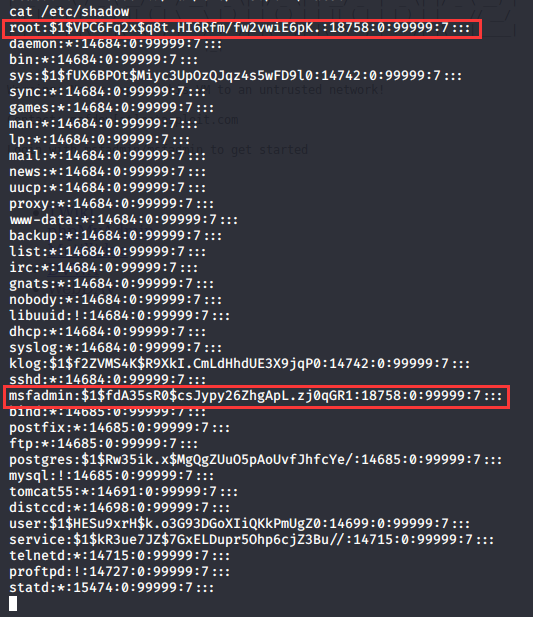 cat /etc/shadow
root:$1$VPC6Fq2x$q8t.HI6Rfm/fw2vwiE6pK.:18758:0:99999:7:::
daemon:*:14684:0:99999:7:::
bin:*:14684:0:99999:7:::
sys:$1$fUX6BPOt$Miyc3UpOzQJqz4s5wFD9l0:14742:0:99999:7:::
sync:*:14684:0:99999:7:::
to an untrusted network!
games:*:14684:0:99999:7:::
man:*:14684:0:99999:7:::
lp:*:14684:0:99999:7:::
mail:*:14684:0:99999:7:::
to get started
news:*:14684:0:99999:7:::
uucp:*:14684:0:99999:7:::
proxy:*:14684:0:99999:7:::
www-data:*:14684:0:99999:7:::
backup:*:14684:0:99999:7:::
list:*:14684:0:99999:7:::
irc:*:14684:0:99999:7:::
gnats:*:14684:0:99999:7:::
nobody:*:14684:0:99999:7:::
libuuid:!:14684:0:99999:7:::
dhcp:*:14684:0:99999:7:::
syslog:*:14684:0:99999:7:::
klog:$1$f2ZVMS4K$R9XkI.CmLdHhdUE3X9jqP0:14742:0:99999:7:::
sshd:*:14684:0:99999:7:::
msfadmin:$1$fdA35sR0$csJypy26ZhgApL.zj0qGR1:18758:0:99999:7:::
bind:*:14685:0:99999:7:::
postfix:*:14685:0:99999:7:::
ftp:*:14685:0:99999:7:::
postgres:$1$Rw35ik.x$MgQgZUuO5pAoUvfJhfcYe/:14685:0:99999:7:::
mysql:!:14685:0:99999:7:::
tomcat55:*:14691:0:99999:7:::
distccd:*:14698:0:99999:7:::
user:$1$HESu9xrH$k.o3G93DGoXIiQKkPmUgZ0:14699:0:99999:7:::
service:$1$kR3ue7JZ$7GxELDupr5Ohp6cjZ3Bu//:14715:0:99999:7:::
telnetd:*:14715:0:99999:7:::
proftpd:!:14727:0:99999:7:::
statd:*:15474:0:99999:7:::